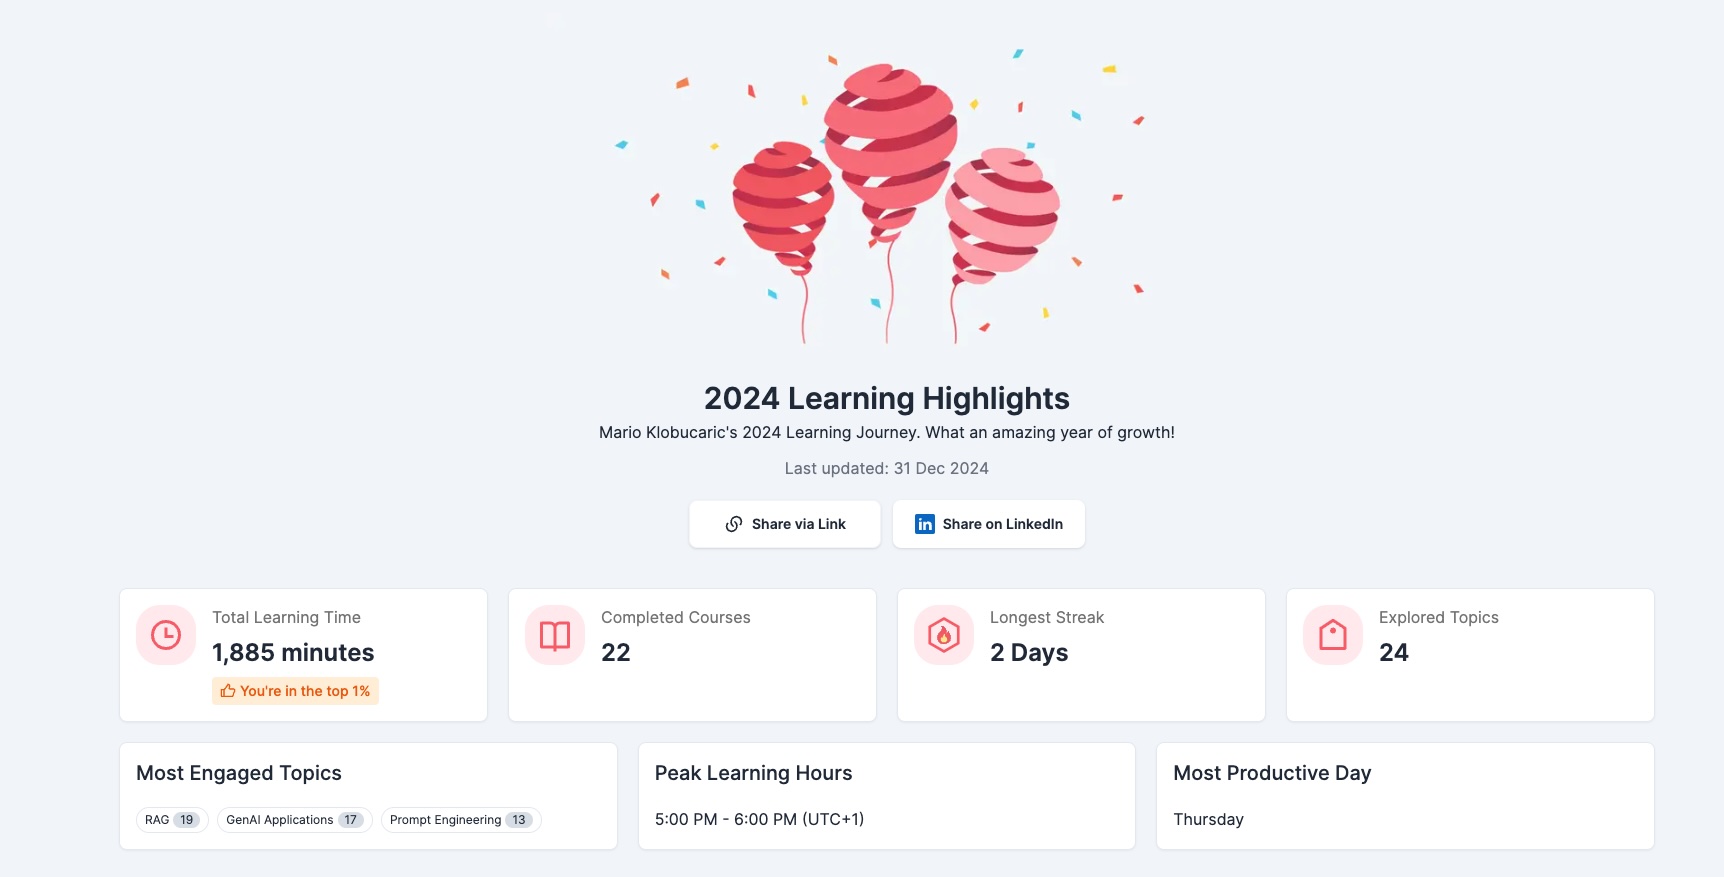 2024 Learning Highlights
Mario Klobucaric's 2024 Learning Journey. What an amazing year of growth!
Last updated: 31 Dec 2024
Share via Link
in Share on LinkedIn
Total Learning Time
1,885 minutes
You're in the top 1%
Completed Courses
22
Longest Streak
2 Days
Explored Topics
24
Most Engaged Topics
RAG 19 GenAI Applications 17 Prompt Engineering 13
Peak Learning Hours
5:00 PM - 6:00 PM (UTC+1)
Most Productive Day
Thursday